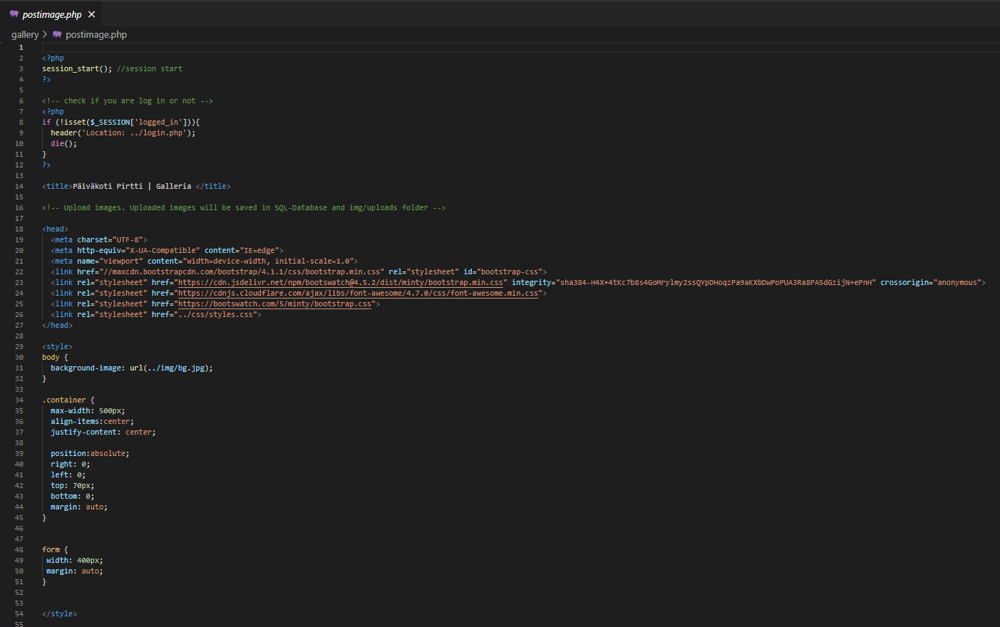 postimage.php ×
gallery > postimage.php
1
2 <?php
3 session_start(); //session start
4 ?>
5
6 <!-- check if you are log in or not -->
7 <?php
8 if (!isset($_SESSION['logged_in'])){
9 header('Location: ../login.php');
10 die();
11 }
12 ?>
13
14 <title>Päiväkoti Pirtti | Galleria </title>
15
16 <!-- Upload images. Uploaded images will be saved in SQL-Database and img/uploads folder -->
17
18 <head>
19 <meta charset="UTF-8">
20 <meta http-equiv="X-UA-Compatible" content="IE=edge">
21 <meta name="viewport" content="width=device-width, initial-scale=1.0">
22 <link href="//maxcdn.bootstrapcdn.com/bootstrap/4.1.1/css/bootstrap.min.css" rel="stylesheet" id="bootstrap-css">
23 <link rel="stylesheet" href="https://cdn.jsdelivr.net/npm/bootswatch@4.5.2/dist/minty/bootstrap.min.css" integrity="sha384-H4X+4tKc7b8s4GoMrylmy2ssQYpDHoqzPa9aKXbDwPoPUA3Ra8PA5dGzijN+ePnH" crossorigin="anonymous">
24 <link rel="stylesheet" href="https://cdnjs.cloudflare.com/ajax/libs/font-awesome/4.7.0/css/font-awesome.min.css">
25 <link rel="stylesheet" href="https://bootswatch.com/5/minty/bootstrap.css">
26 <link rel="stylesheet" href="../css/styles.css">
27 </head>
28
29 <style>
30 body {
31 background-image: url(../img/bg.jpg);
32 }
33
34 .container {
35 max-width: 500px;
36 align-items:center;
37 justify-content: center;
38
39 position:absolute;
40 right: 0;
41 left: 0;
42 top: 70px;
43 bottom: 0;
44 margin: auto;
45 }
46
47
48 form {
49 width: 400px;
50 margin: auto;
51 }
52
53
54 </style>
55